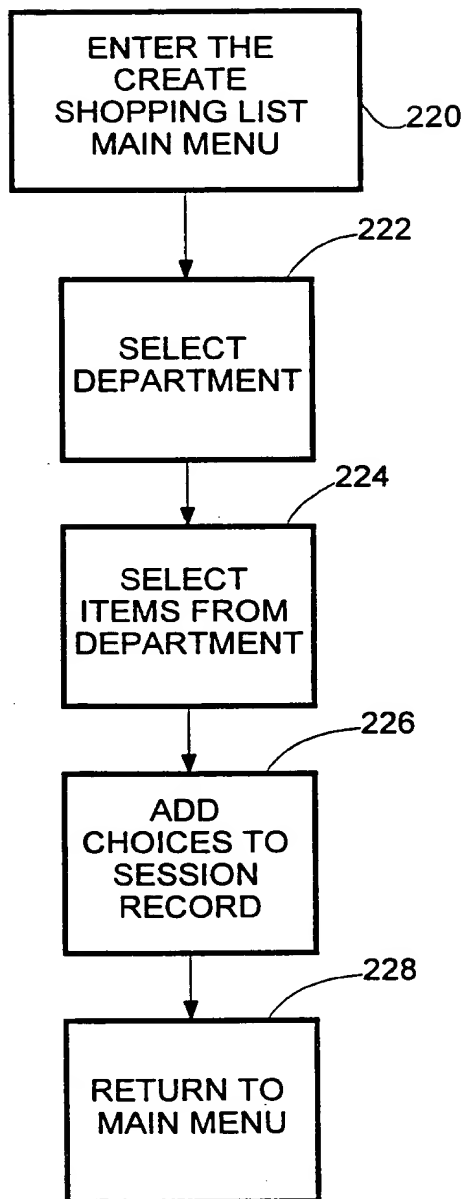 ENTER THE
CREATE
SHOPPING LIST
MAIN MENU
220
222
SELECT
DEPARTMENT
224
SELECT
ITEMS FROM
DEPARTMENT
226
ADD
CHOICES TO
SESSION
RECORD
228
RETURN TO
MAIN MENU